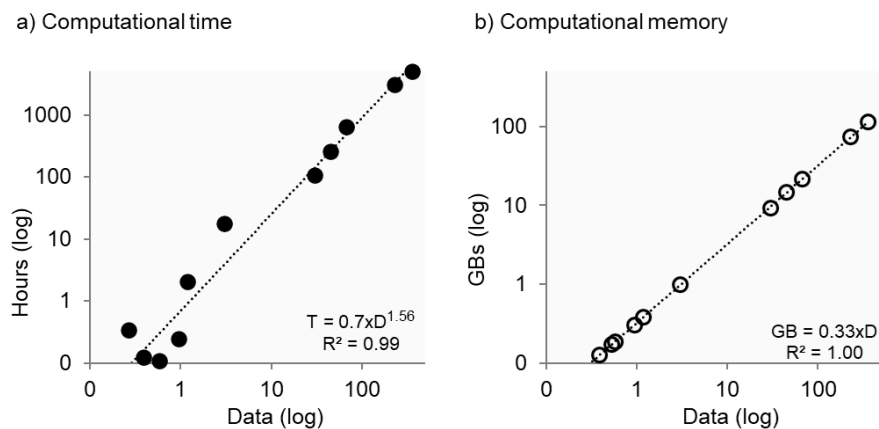 a) Computational time
Hours (log)
1000
100
10
1
0
T = 0.7xD^1.56
R² = 0.99
0 1 10 100
Data (log)
b) Computational memory
GBs (log)
100
10
1
0
GB = 0.33xD
R² = 1.00
0 1 10 100
Data (log)